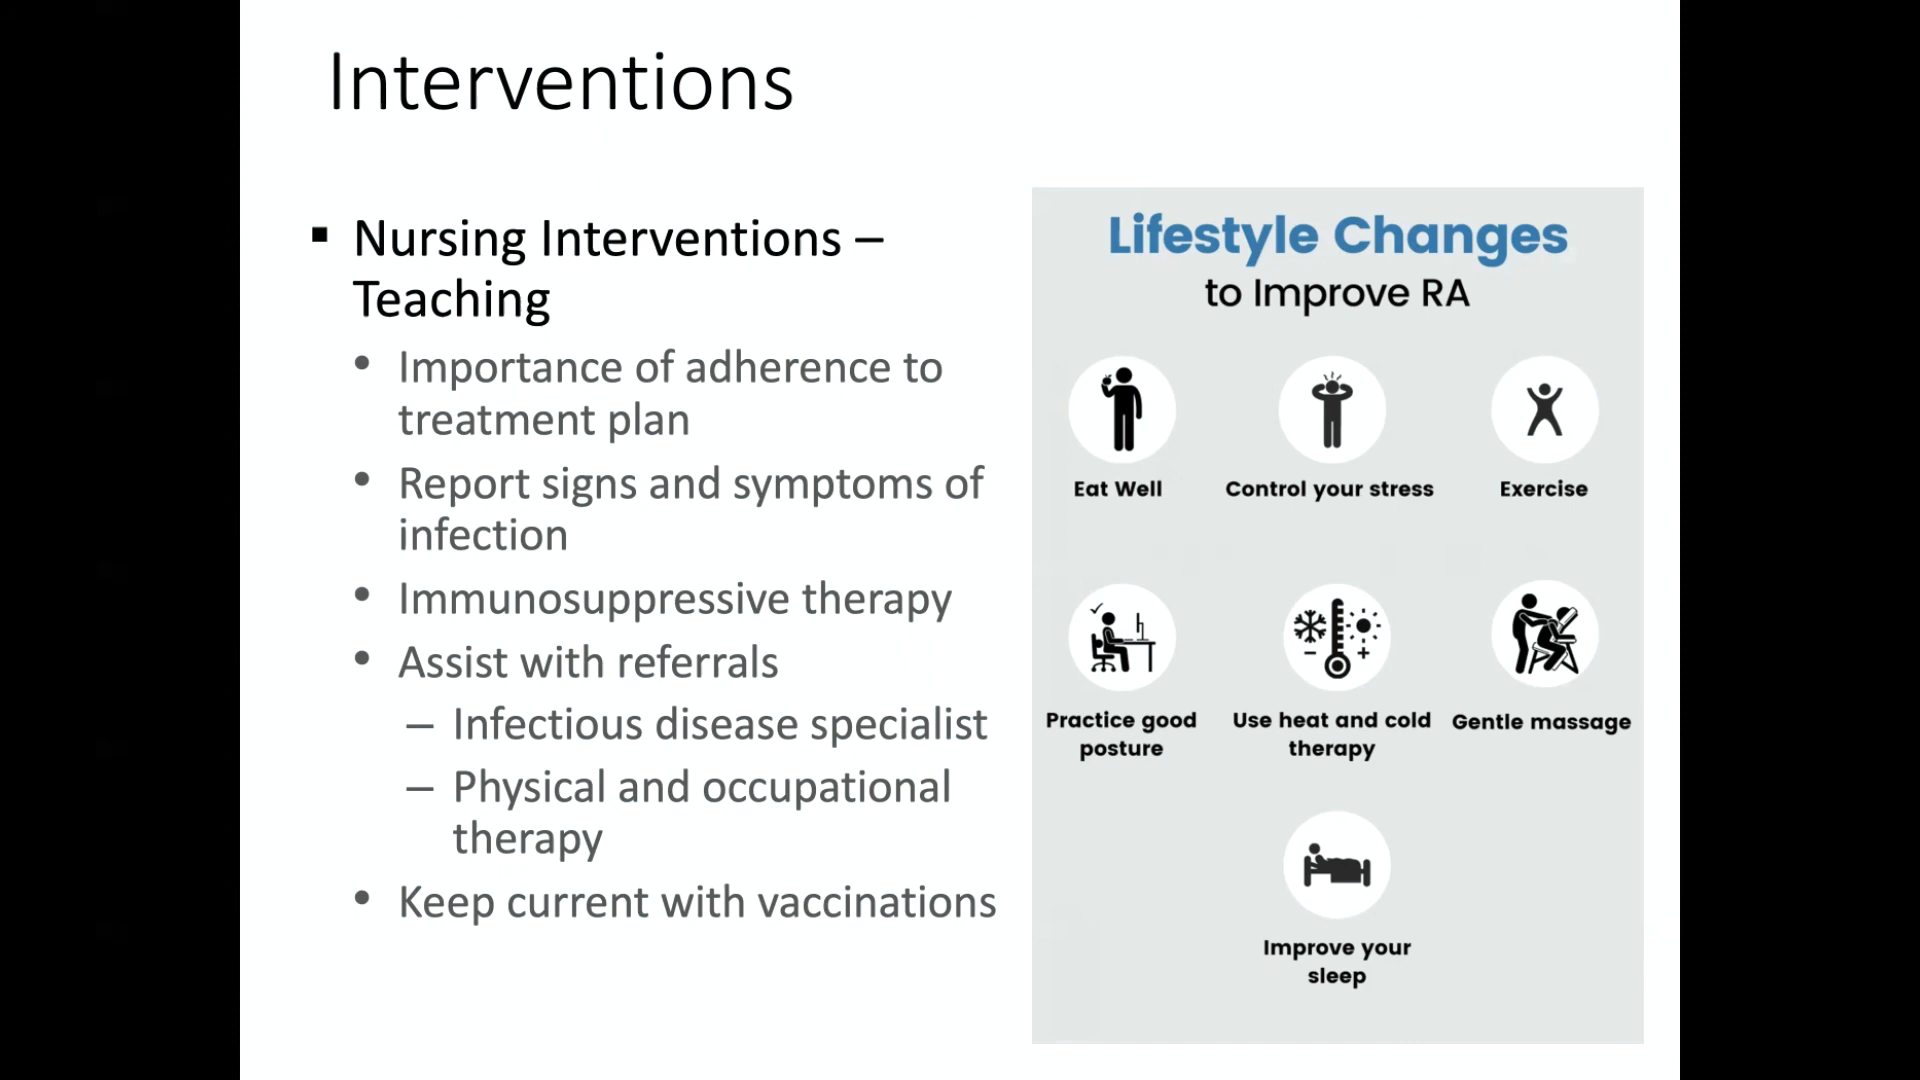 Interventions
▪ Nursing Interventions –
Teaching
• Importance of adherence to
treatment plan
• Report signs and symptoms of
infection
• Immunosuppressive therapy
• Assist with referrals
– Infectious disease specialist
– Physical and occupational
therapy
• Keep current with vaccinations
Lifestyle Changes
to Improve RA
Eat Well
Control your stress
Exercise
Practice good
posture
Use heat and cold
therapy
Gentle massage
Improve your
sleep